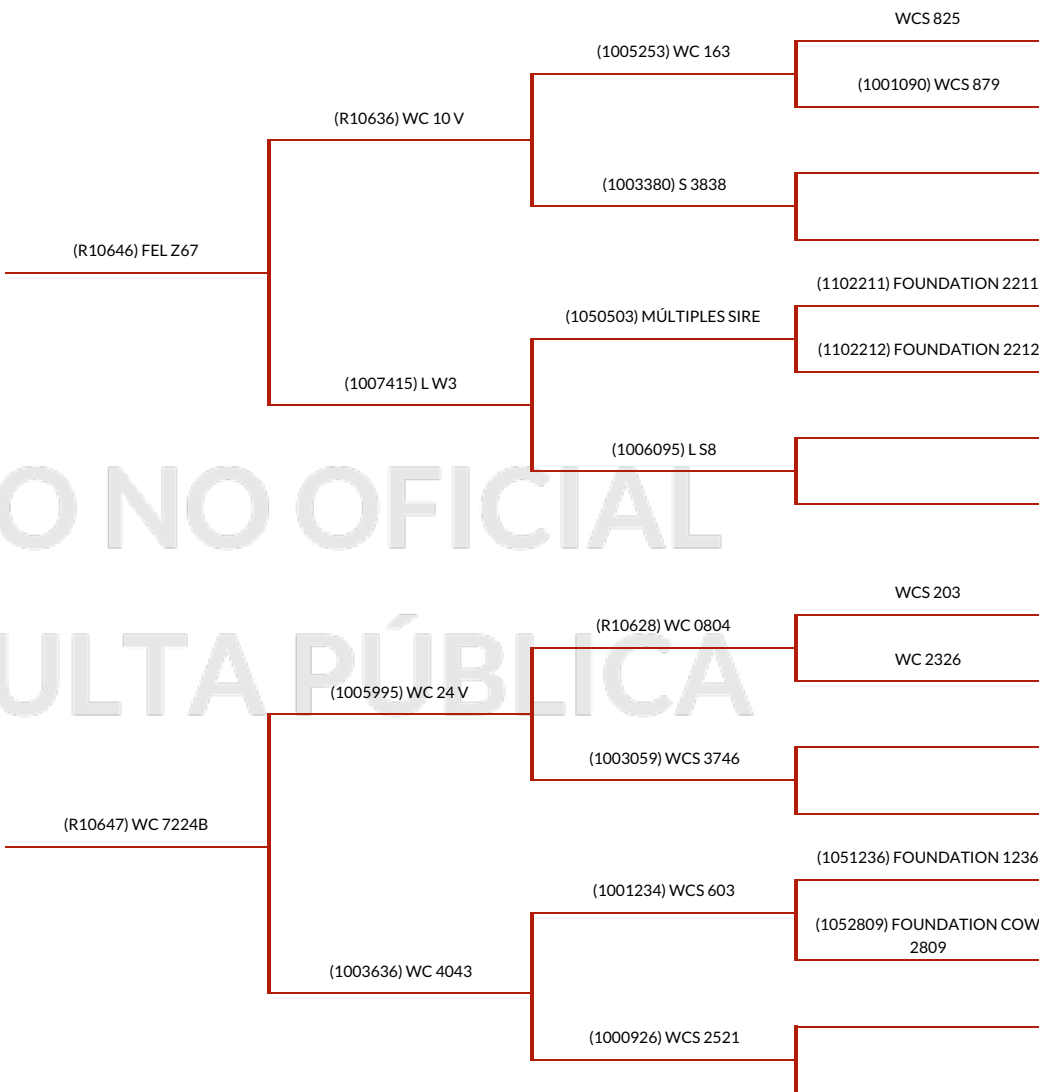 WCS 825
(1005253) WC 163
(1001090) WCS 879
(R10636) WC 10 V
(1003380) S 3838
(R10646) FEL Z67
(1102211) FOUNDATION 2211
(1050503) MÚLTIPLES SIRE
(1102212) FOUNDATION 2212
(1007415) L W3
(1006095) L S8
O NO OFICIAL
WCS 203
(R10628) WC 0804
WC 2326
ULTA PÚBLICA
(1005995) WC 24 V
(1003059) WCS 3746
(R10647) WC 7224B
(1051236) FOUNDATION 1236
(1001234) WCS 603
(1052809) FOUNDATION COW
2809
(1003636) WC 4043
(1000926) WCS 2521